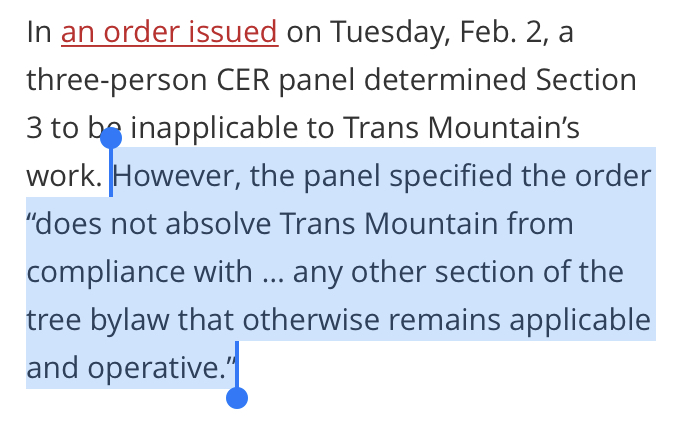 In an order issued on Tuesday, Feb. 2, a
three-person CER panel determined Section
3 to be inapplicable to Trans Mountain’s
work. However, the panel specified the order
“does not absolve Trans Mountain from
compliance with ... any other section of the
tree bylaw that otherwise remains applicable
and operative.”